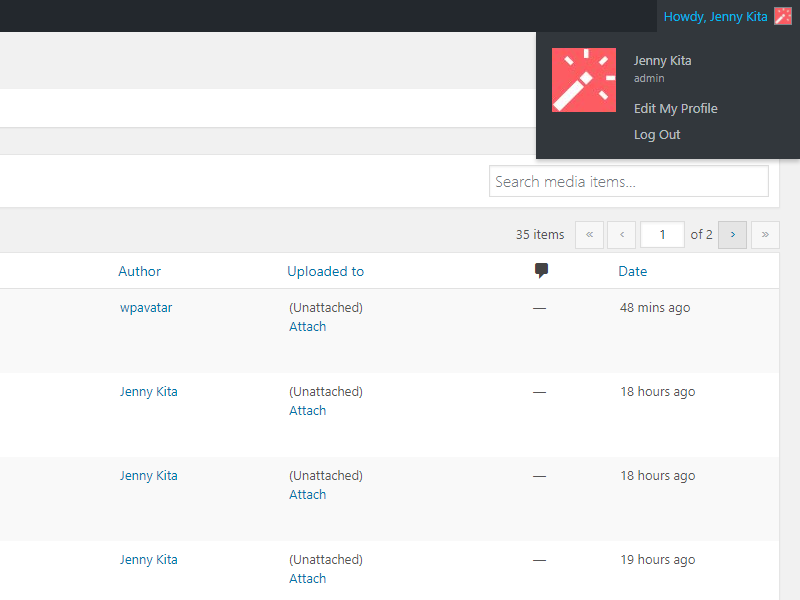 Howdy, Jenny Kita
Jenny Kita
admin
Edit My Profile
Log Out
Search media items...
35 items « ‹ 1 of 2 › »
Author Uploaded to Date
wpavatar (Unattached) — 48 mins ago
Attach
Jenny Kita (Unattached) — 18 hours ago
Attach
Jenny Kita (Unattached) — 18 hours ago
Attach
Jenny Kita (Unattached) — 19 hours ago
Attach